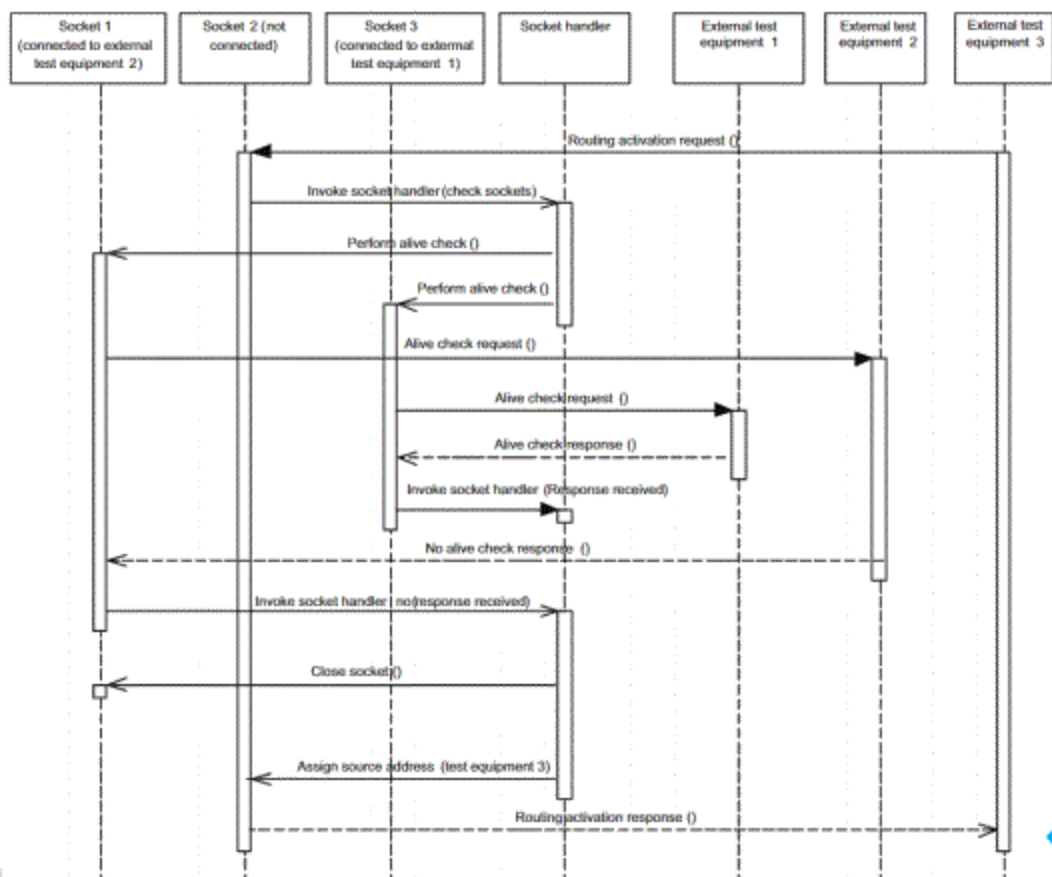 Socket 1
(connected to external
test equipment 2)
Socket 2 (not
connected)
Socket 3
(connected to external
test equipment 1)
Socket handler
External test
equipment 1
External test
equipment 2
External test
equipment 3
Routing activation request ()
Invoke socket handler (check sockets)
Perform alive check ()
Perform alive check ()
Alive check request ()
Alive check request ()
Alive check response ()
Invoke socket handler (Response received)
No alive check response ()
Invoke socket handler no(response received)
Close socket ()
Assign source address (test equipment 3)
Routing activation response ()